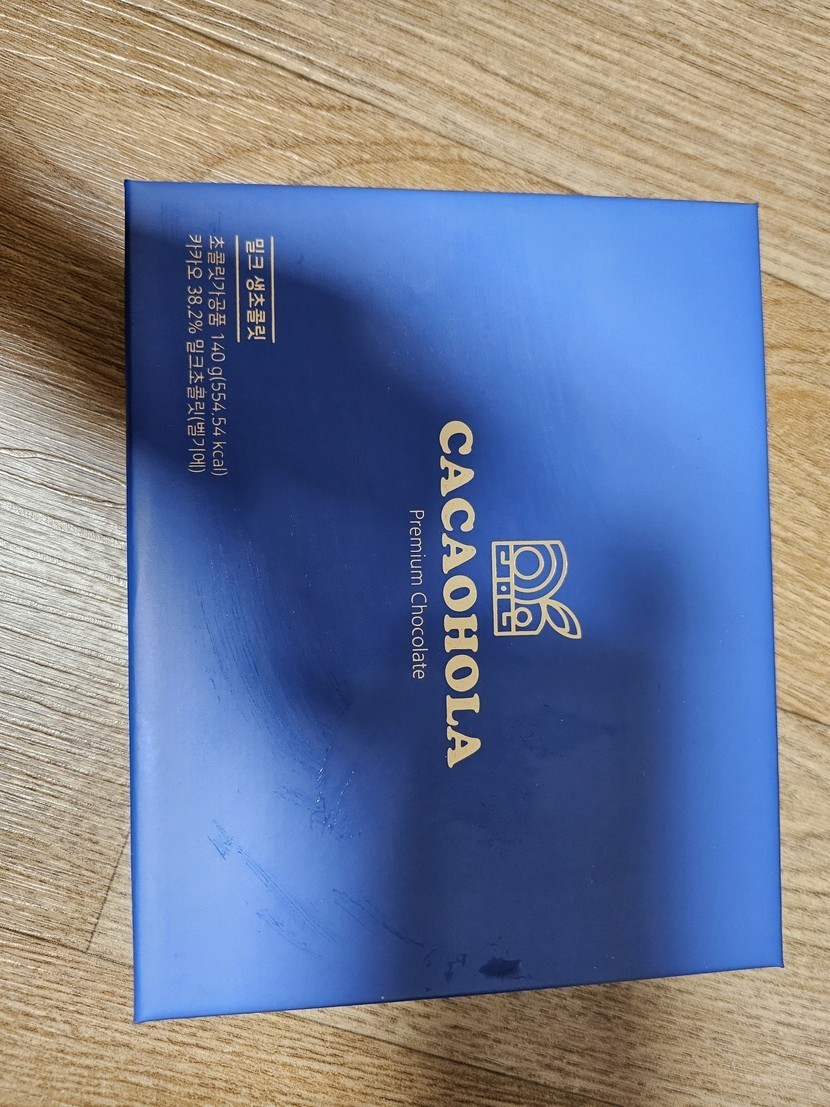 CACAOHOLA
Premium Chocolate
밀크 생초콜릿
초콜릿가공품 140 g(554.54 kcal)
카카오 38.2% 밀크초콜릿(벨기에)